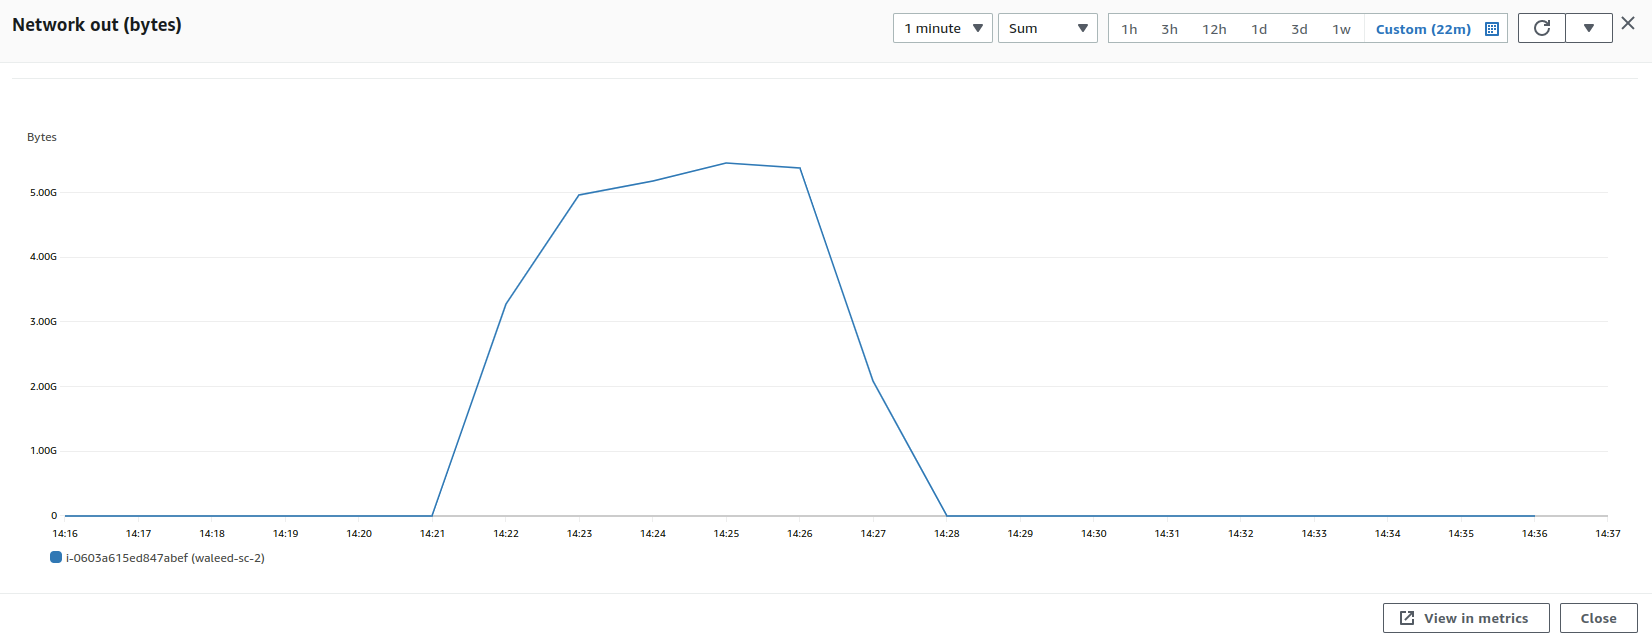 Network out (bytes)
1 minute Sum 1h 3h 12h 1d 3d 1w Custom (22m)
Bytes
5.00G
4.00G
3.00G
2.00G
1.00G
0
14:16 14:17 14:18 14:19 14:20 14:21 14:22 14:23 14:24 14:25 14:26 14:27 14:28 14:29 14:30 14:31 14:32 14:33 14:34 14:35 14:36 14:37
i-0603a615ed847abef (waleed-sc-2)
View in metrics Close